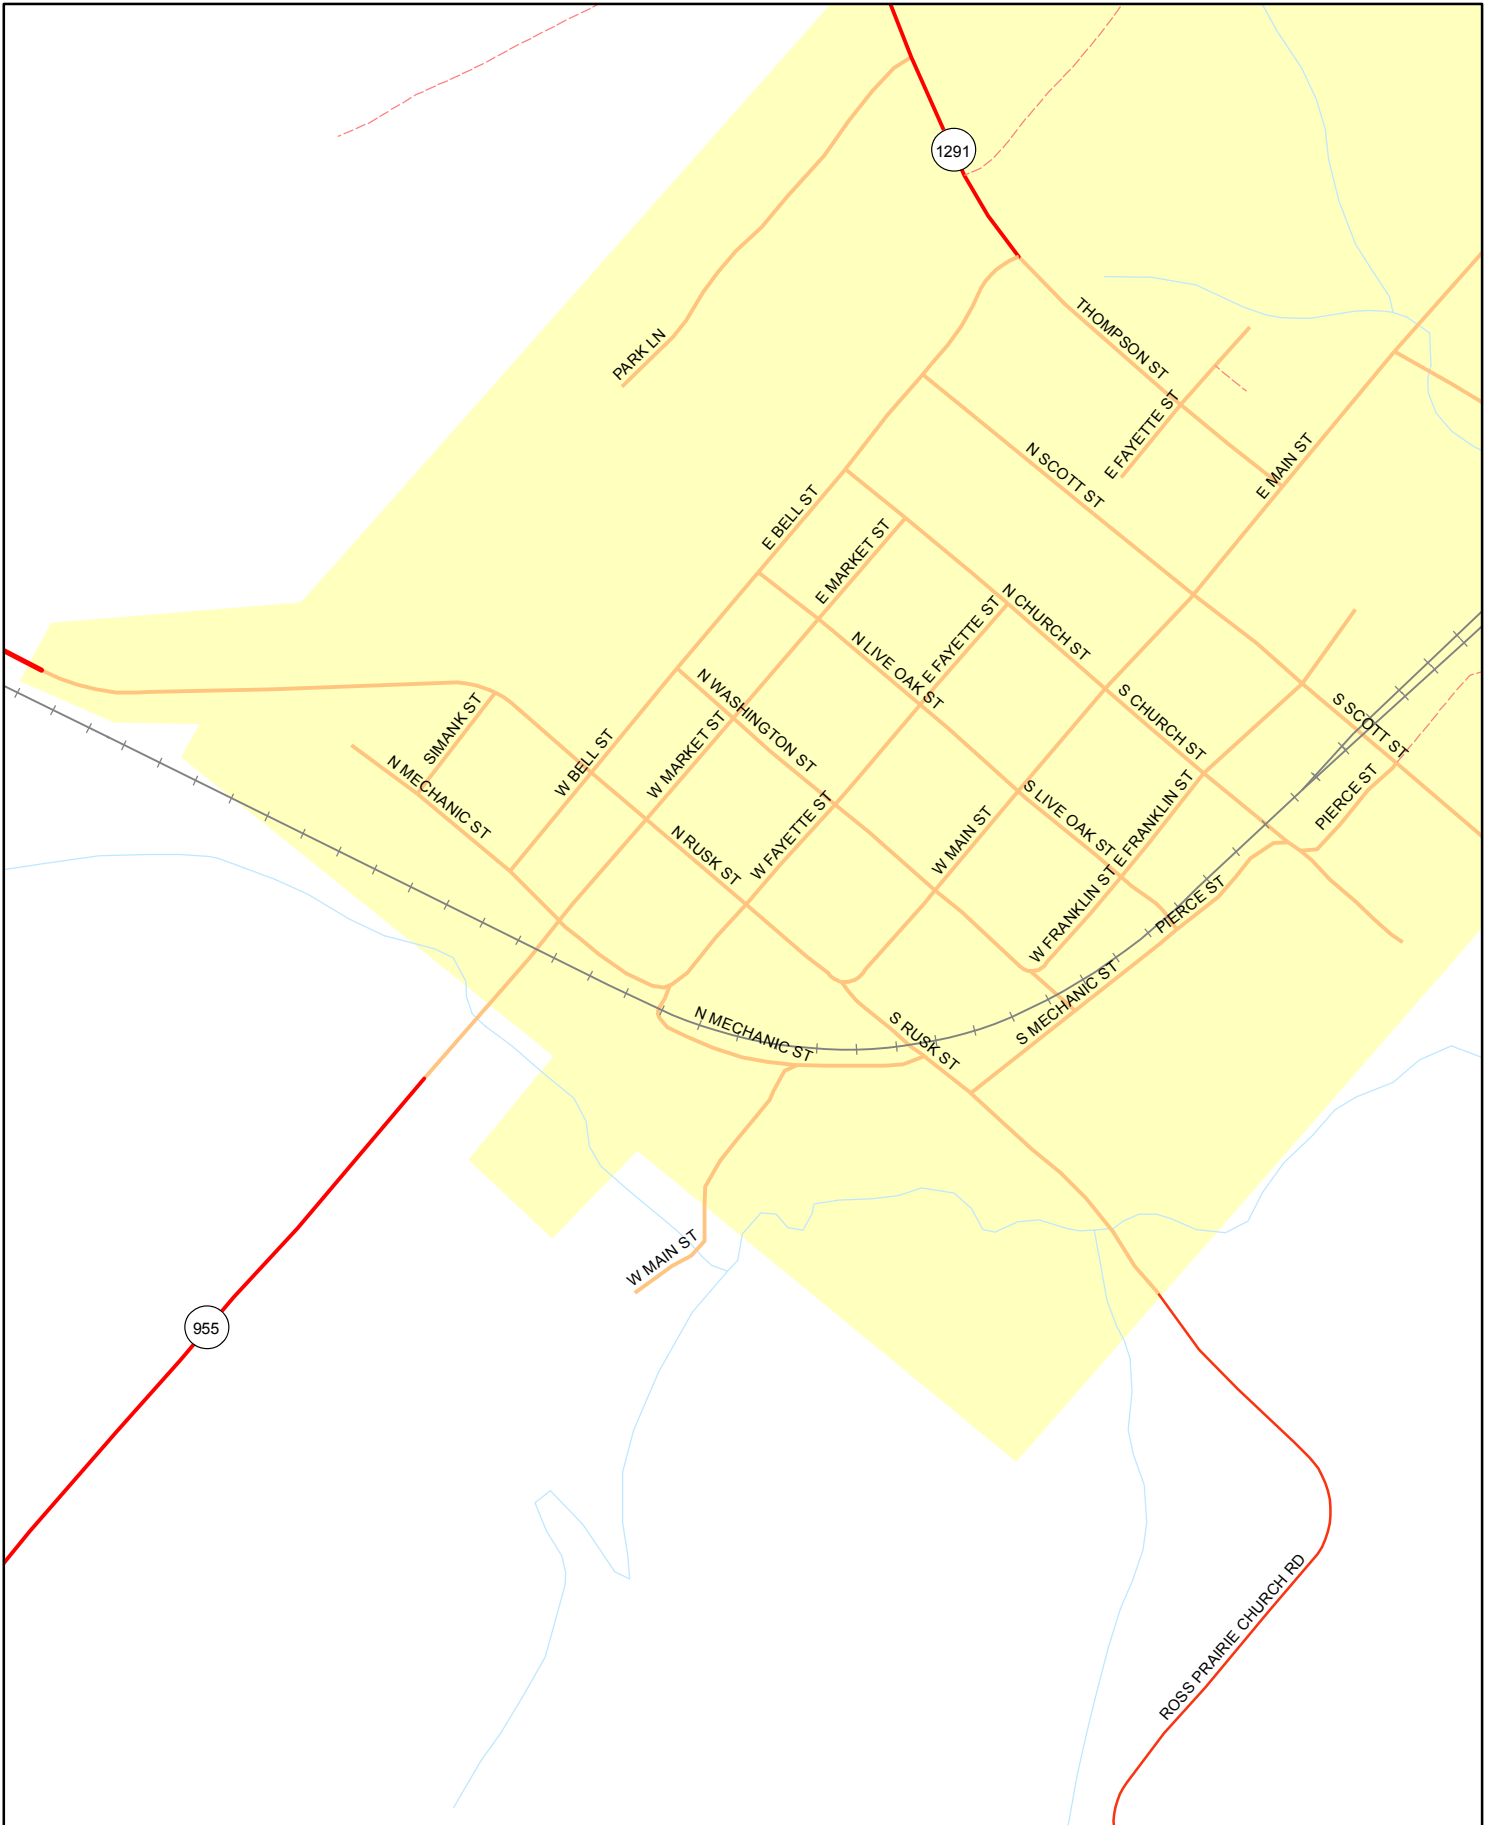 1291
THOMPSON ST
PARK LN
E FAYETTE ST
E MAIN ST
N SCOTT ST
E BELL ST
E MARKET ST
N CHURCH ST
E FAYETTE ST
N LIVE OAK ST
N WASHINGTON ST
S CHURCH ST
S SCOTT ST
SIMANK ST
W BELL ST
W MARKET ST
N MECHANIC ST
PIERCE ST
E FRANKLIN ST
S LIVE OAK ST
W FAYETTE ST
W MAIN ST
N RUSK ST
W FRANKLIN ST
PIERCE ST
S MECHANIC ST
N MECHANIC ST
S RUSK ST
W MAIN ST
955
ROSS PRAIRIE CHURCH RD